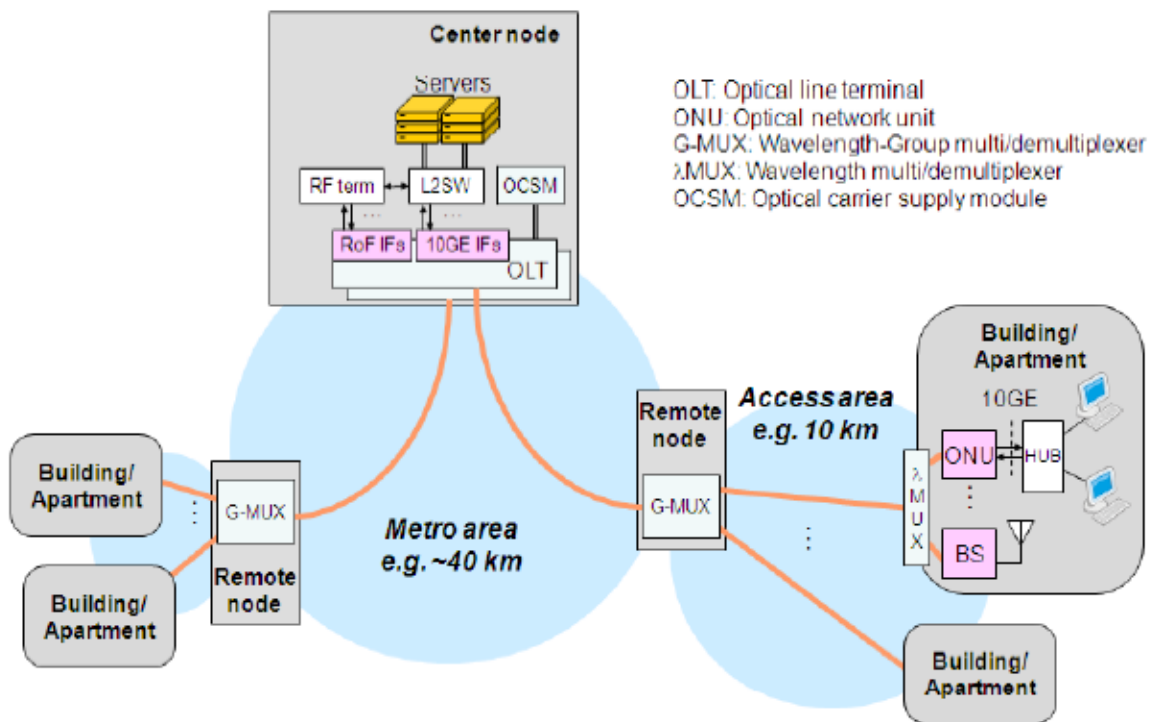 Center node
Servers
RF term
L2SW
OCSM
...
...
RoF IFs
10GE IFs
OLT
OLT: Optical line terminal
ONU: Optical network unit
G-MUX: Wavelength-Group multi/demultiplexer
λMUX: Wavelength multi/demultiplexer
OCSM: Optical carrier supply module
Building/
Apartment
10GE
ONU
HUB
λMUX
BS
Access area
e.g. 10 km
Remote
node
G-MUX
Building/
Apartment
G-MUX
Remote
node
Metro area
e.g. ~40 km
Building/
Apartment
Building/
Apartment